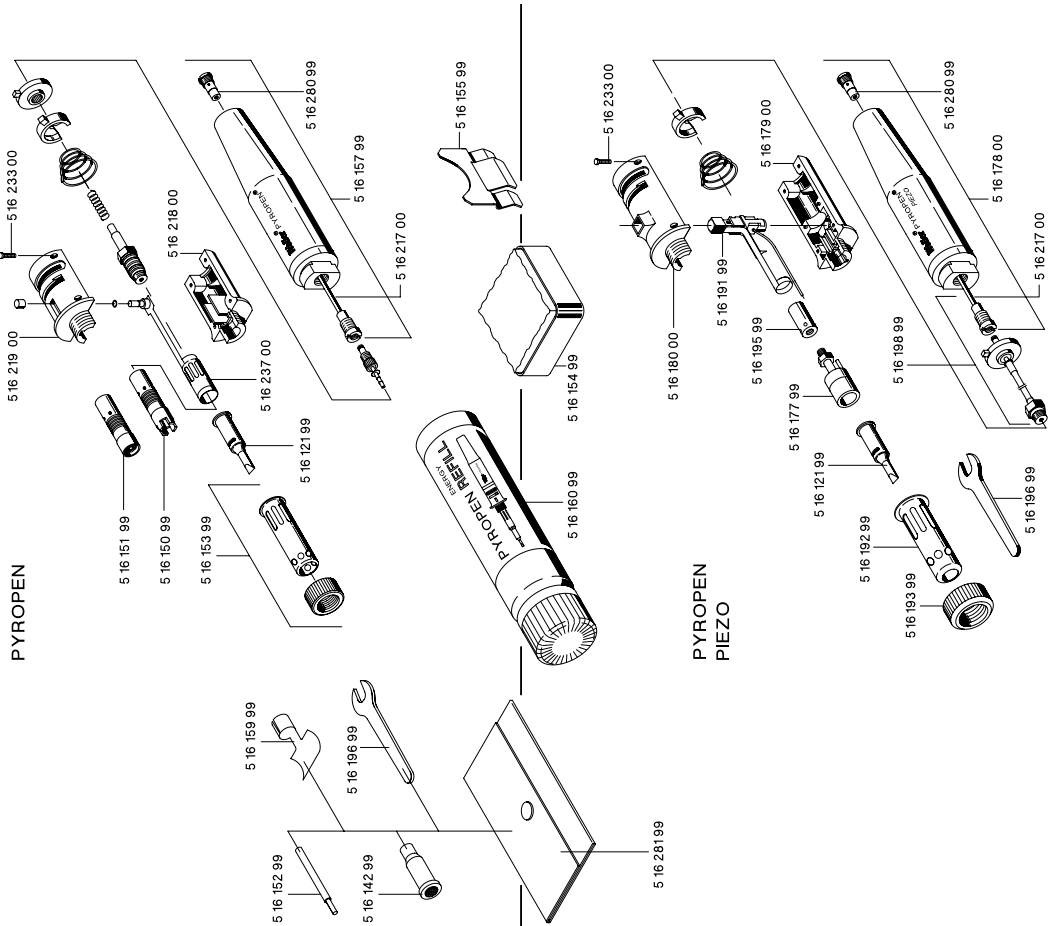 PYROPEN
5 16 219 00
5 16 233 00
5 16 151 99
5 16 150 99
5 16 153 99
5 16 121 99
5 16 237 00
5 16 218 00
Weller
PYROPEN
5 16 280 99
5 16 157 99
5 16 217 00
5 16 155 99
5 16 154 99
ENERGY
PYROPEN REFILL
5 16 160 99
5 16 159 99
5 16 196 99
5 16 152 99
5 16 142 99
5 16 281 99
PYROPEN
PIEZO
5 16 233 00
5 16 180 00
5 16 191 99
5 16 179 00
5 16 195 99
5 16 177 99
5 16 121 99
5 16 192 99
5 16 193 99
5 16 196 99
5 16 198 99
Weller
PYROPEN
PIEZO
5 16 280 99
5 16 178 00
5 16 217 00